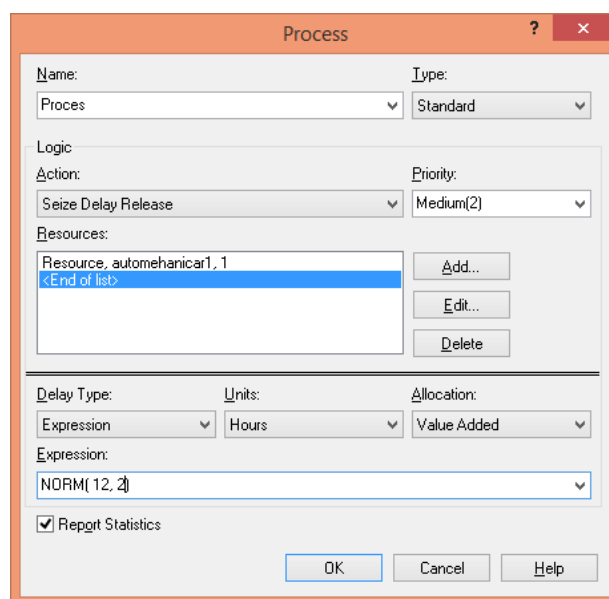 Process ?
Name: Type:
Proces Standard
Logic
Action: Priority:
Seize Delay Release Medium(2)
Resources:
Resource, automehanicar1, 1
<End of list>
Add...
Edit...
Delete
Delay Type: Units: Allocation:
Expression Hours Value Added
Expression:
NORM( 12, 2)
Report Statistics
OK Cancel Help